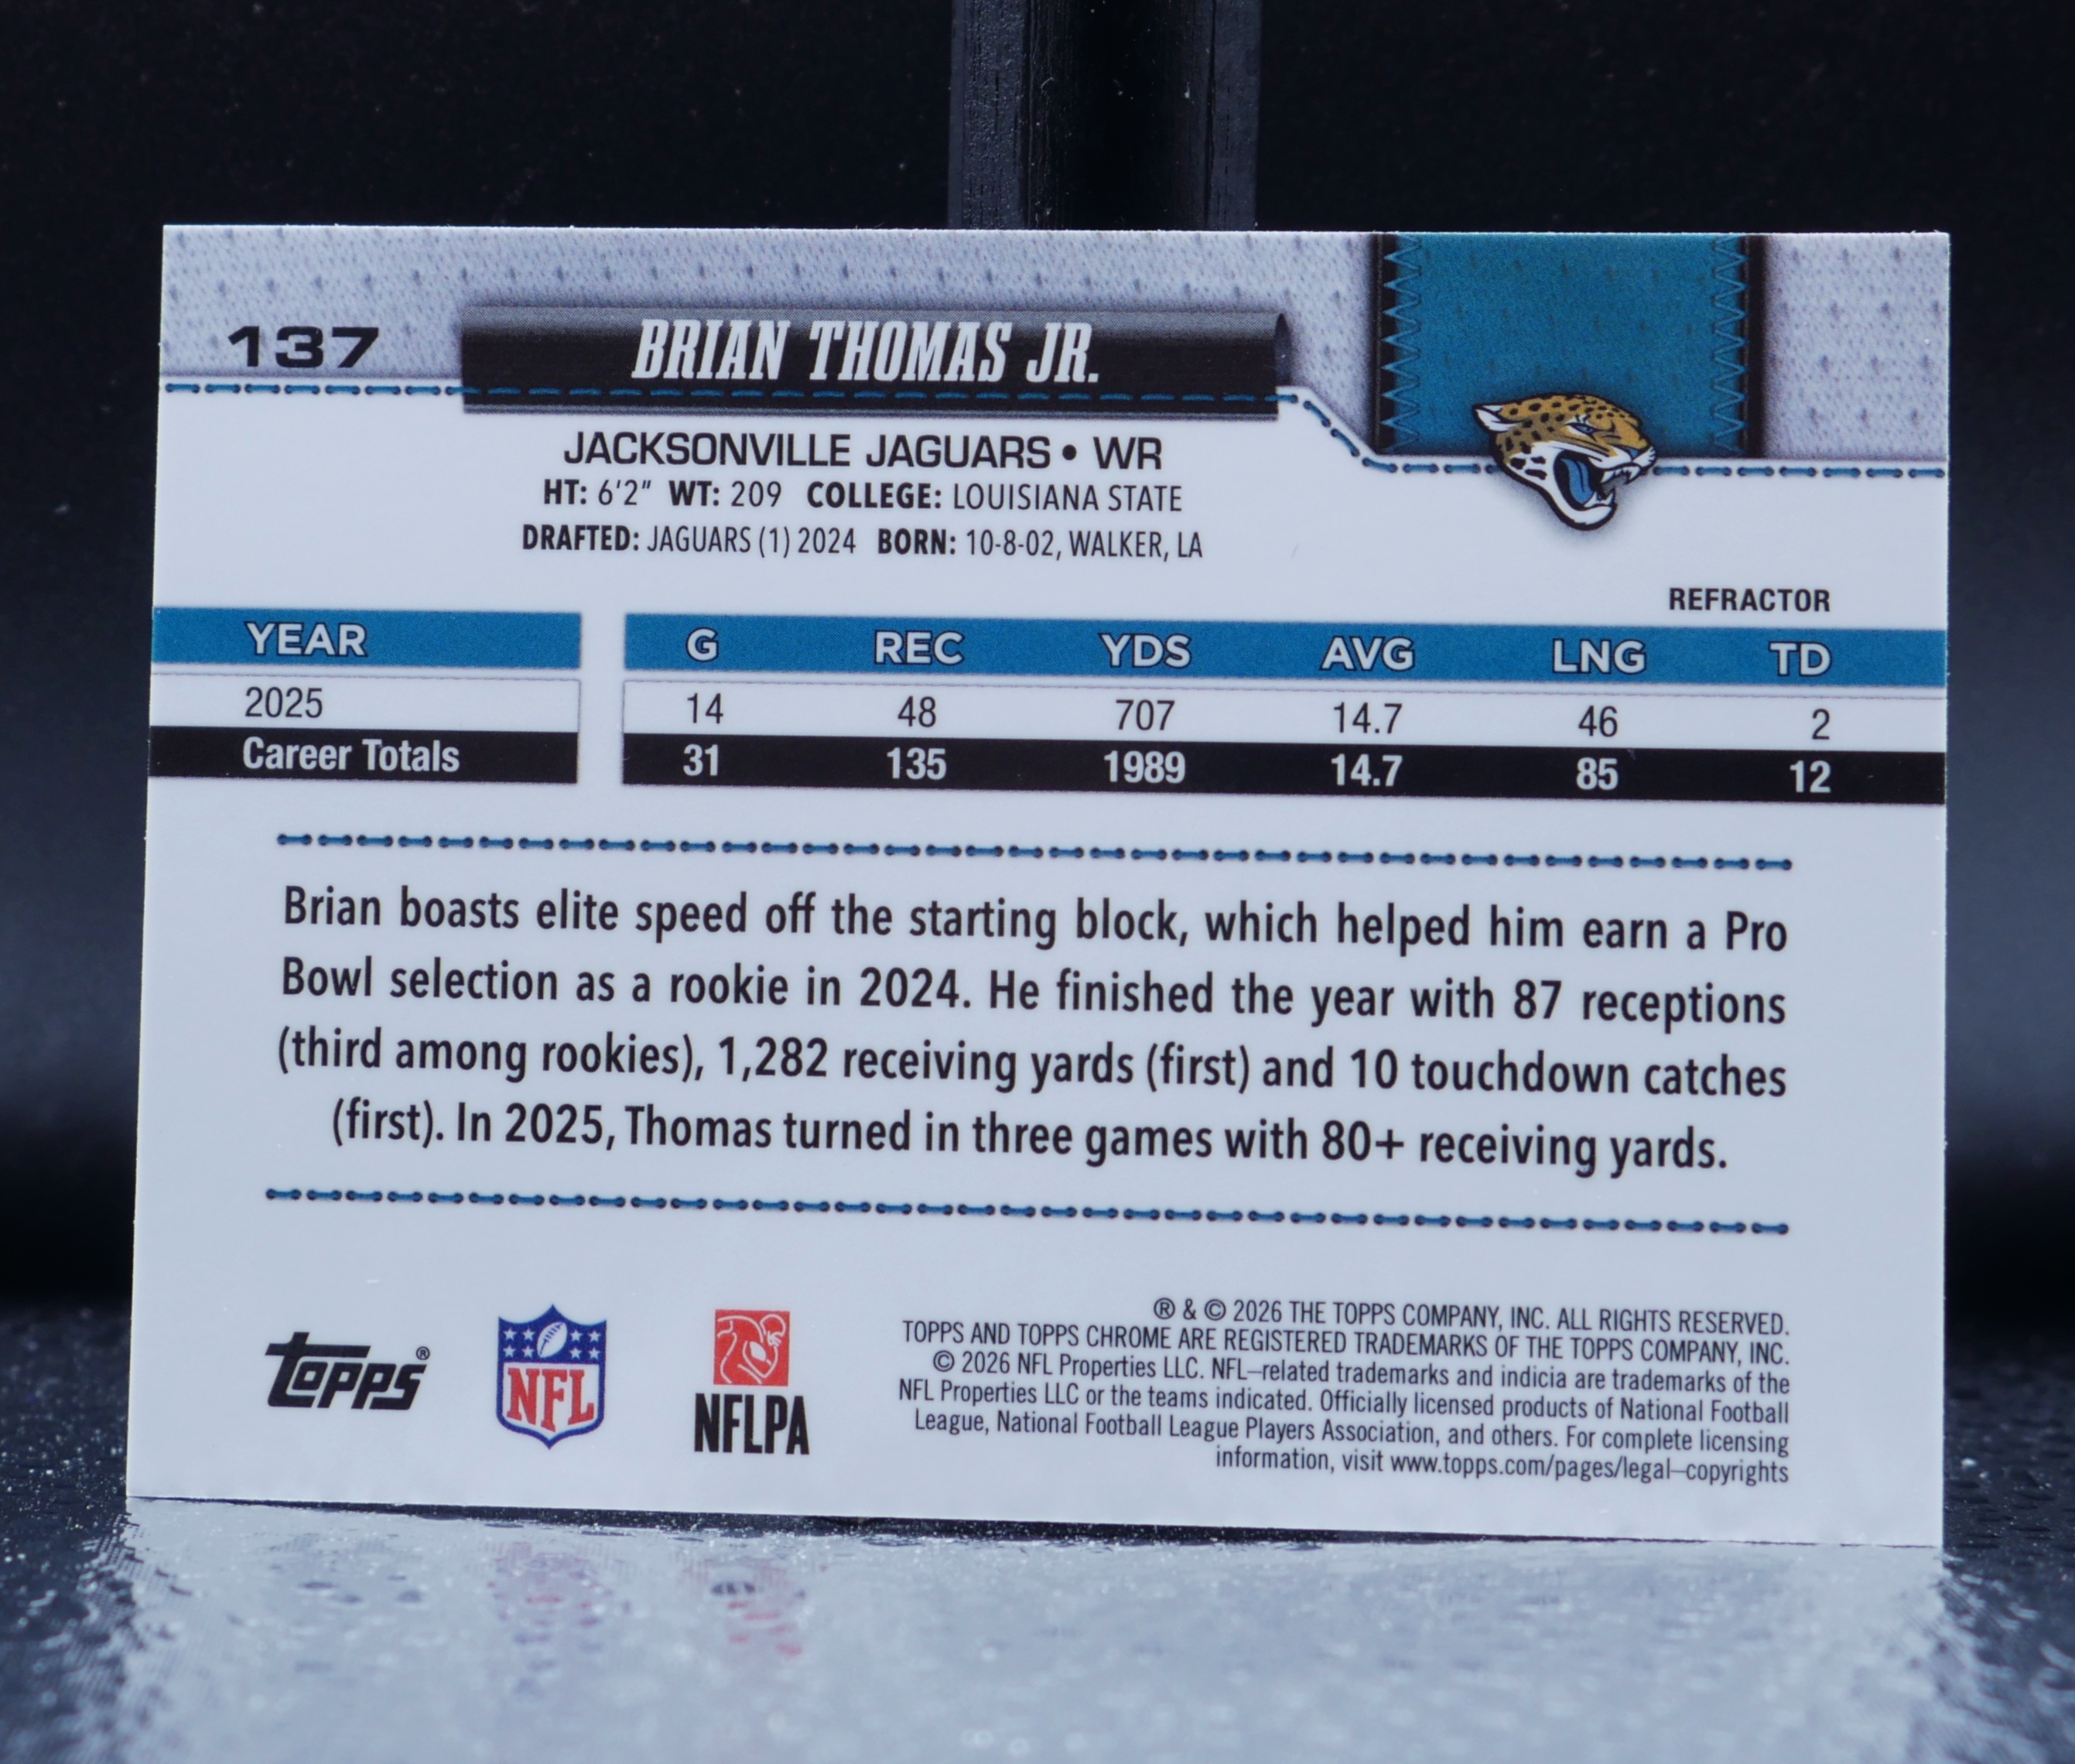 137
BRIAN THOMAS JR.
JACKSONVILLE JAGUARS • WR
HT: 6'2" WT: 209 COLLEGE: LOUISIANA STATE
DRAFTED: JAGUARS (1) 2024 BORN: 10-8-02, WALKER, LA
REFRACTOR
YEAR G REC YDS AVG LNG TD
2025 14 48 707 14.7 46 2
Career Totals 31 135 1989 14.7 85 12
Brian boasts elite speed off the starting block, which helped him earn a Pro
Bowl selection as a rookie in 2024. He finished the year with 87 receptions
(third among rookies), 1,282 receiving yards (first) and 10 touchdown catches
(first). In 2025, Thomas turned in three games with 80+ receiving yards.
topps®
NFL
NFLPA
® & © 2026 THE TOPPS COMPANY, INC. ALL RIGHTS RESERVED.
TOPPS AND TOPPS CHROME ARE REGISTERED TRADEMARKS OF THE TOPPS COMPANY, INC.
© 2026 NFL Properties LLC. NFL–related trademarks and indicia are trademarks of the
NFL Properties LLC or the teams indicated. Officially licensed products of National Football
League, National Football League Players Association, and others. For complete licensing
information, visit www.topps.com/pages/legal–copyrights